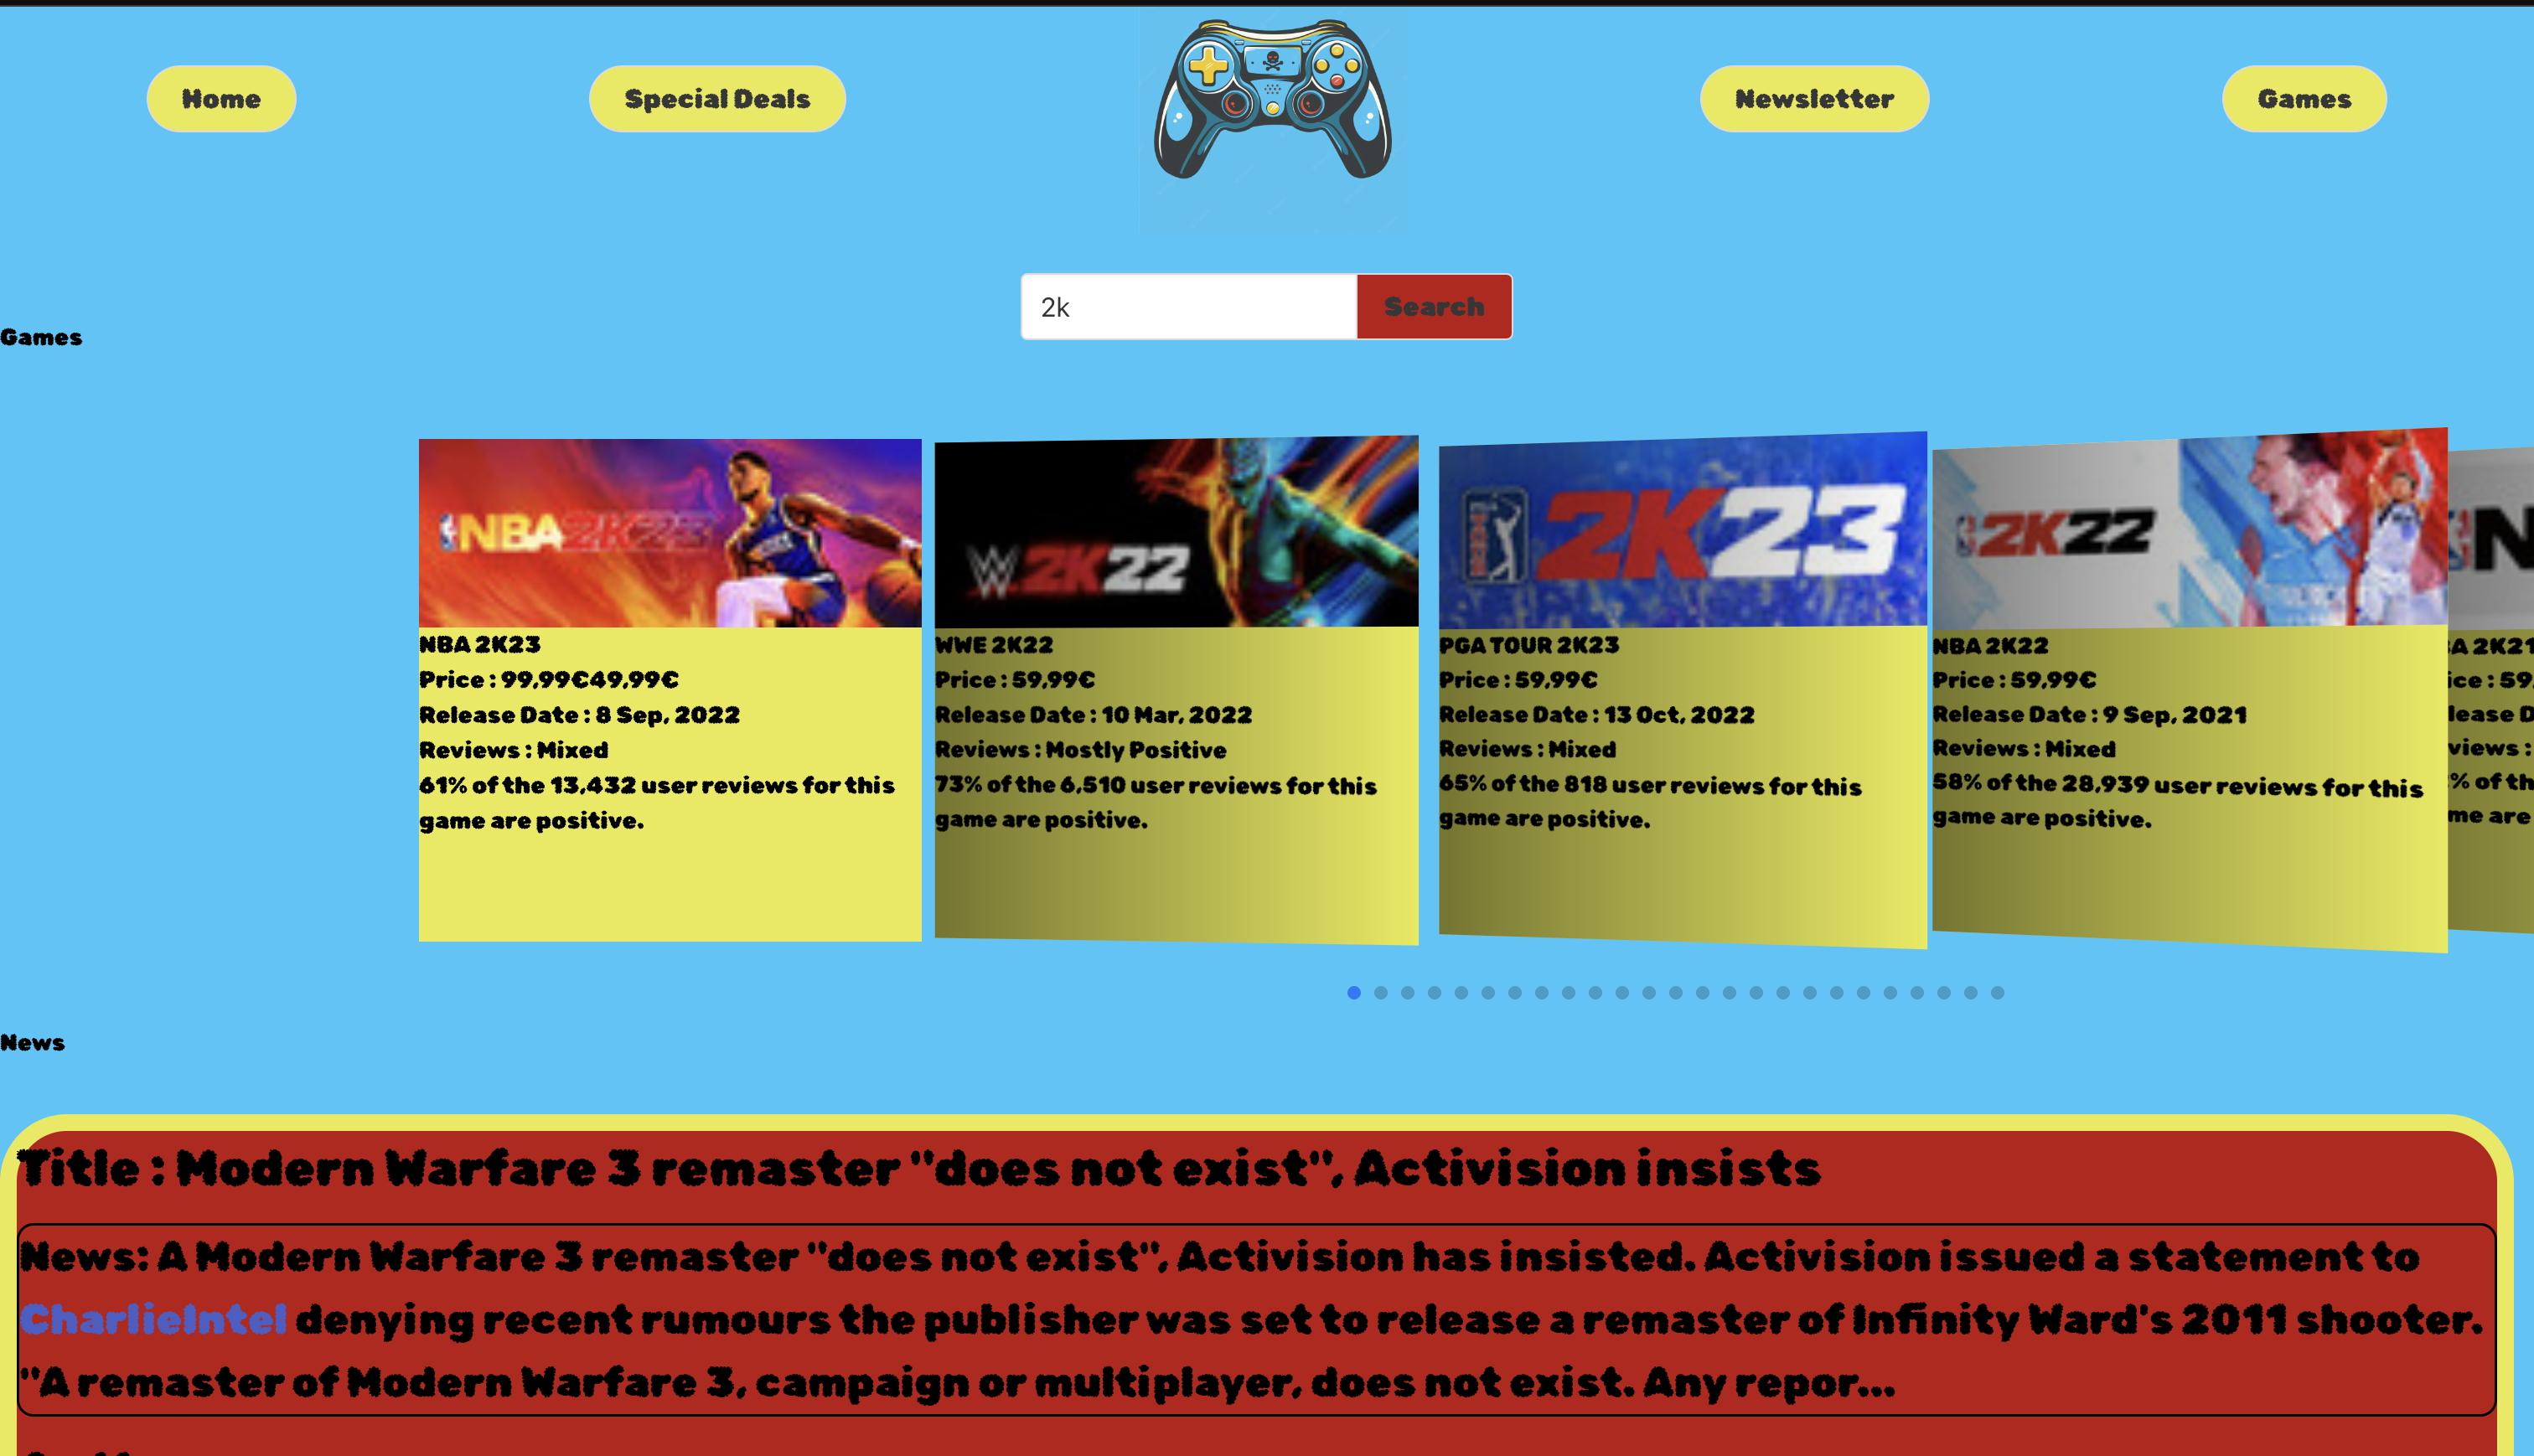 Home
Special Deals
Newsletter
Games
2k
Search
Games
NBA 2K23
NBA 2K23
Price : 99,99€49,99€
Release Date : 8 Sep, 2022
Reviews : Mixed
61% of the 13,432 user reviews for this
game are positive.
W 2K22
WWE 2K22
Price : 59,99€
Release Date : 10 Mar, 2022
Reviews : Mostly Positive
73% of the 6,510 user reviews for this
game are positive.
2K23
PGA TOUR 2K23
Price : 59,99€
Release Date : 13 Oct, 2022
Reviews : Mixed
65% of the 818 user reviews for this
game are positive.
2K22
NBA 2K22
Price : 59,99€
Release Date : 9 Sep, 2021
Reviews : Mixed
58% of the 28,939 user reviews for this
game are positive.
N
A 2K21
ice : 59,
lease D
views :
% of th
me are
News
Title : Modern Warfare 3 remaster "does not exist", Activision insists
News: A Modern Warfare 3 remaster "does not exist", Activision has insisted. Activision issued a statement to
CharlieIntel denying recent rumours the publisher was set to release a remaster of Infinity Ward's 2011 shooter.
"A remaster of Modern Warfare 3, campaign or multiplayer, does not exist. Any repor...